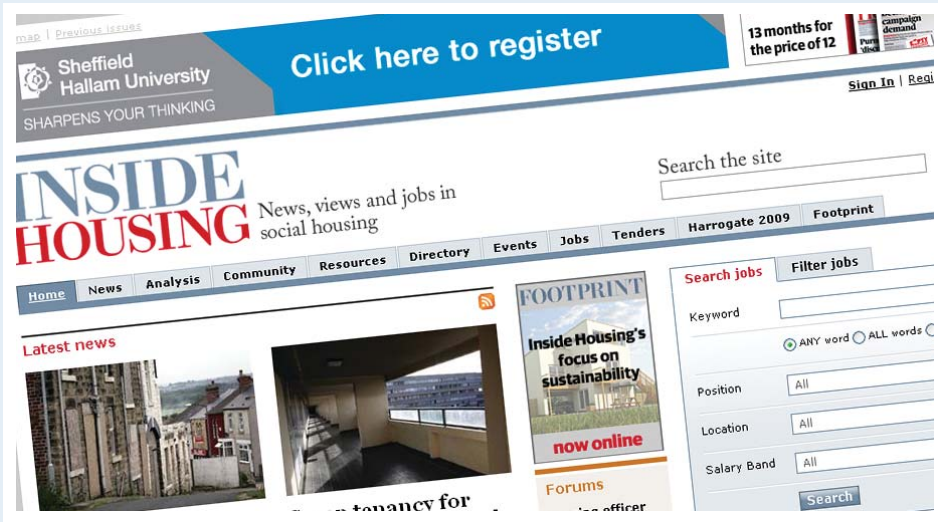 map | Previous issues
Sheffield
Hallam University
SHARPENS YOUR THINKING
Click here to register
13 months for
the price of 12
campaign
demand
Sign In |
INSIDE
HOUSING
News, views and jobs in
social housing
Search the site
Home News Analysis Community Resources Directory Events Jobs Tenders Harrogate 2009 Footprint
Latest news
FOOTPRINT
Inside Housing's
focus on
sustainability
now online
Forums
officer
tenancy for
Search jobs Filter jobs
Keyword
ANY word ALL words
Position All
Location All
Salary Band All
Search